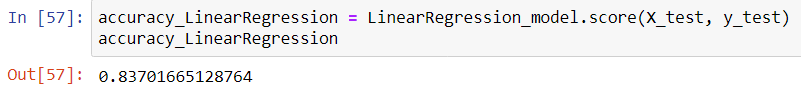 In [57]: accuracy_LinearRegression = LinearRegression_model.score(X_test, y_test)
accuracy_LinearRegression
Out[57]: 0.83701665128764